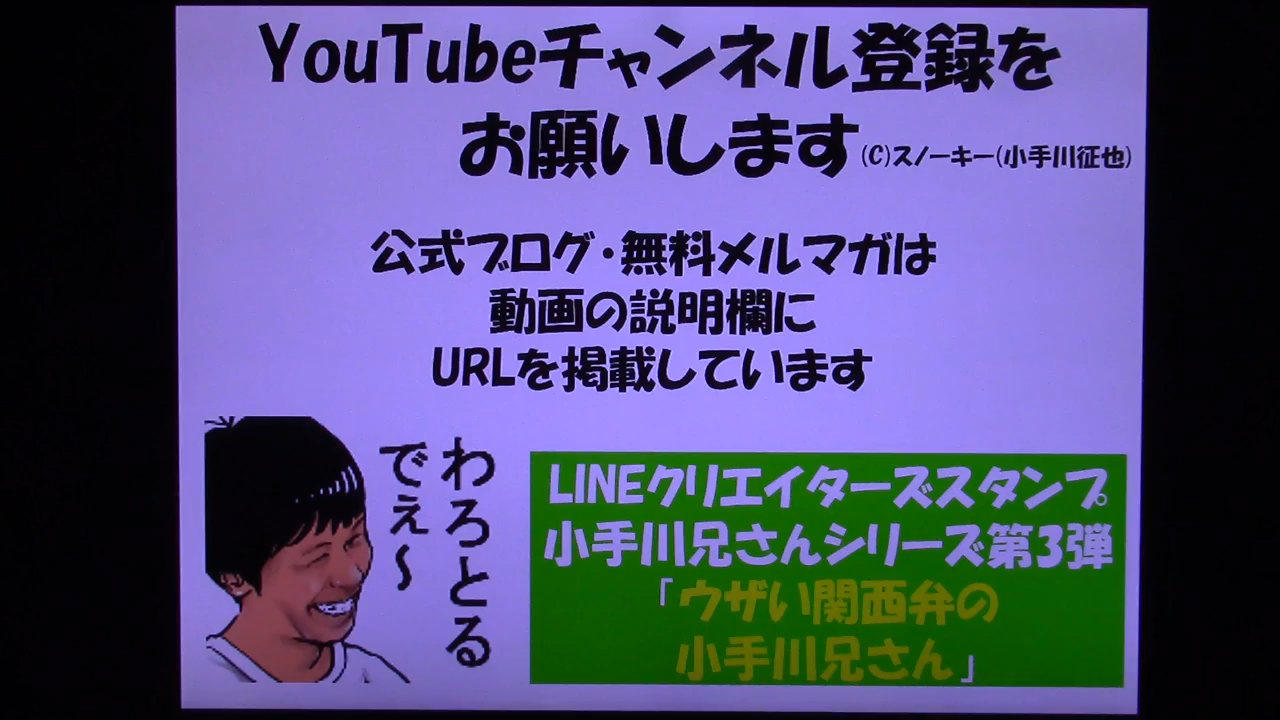 YouTubeチャンネル登録を
お願いします(C)スノーキー(小手川征也)
公式ブログ・無料メルマガは
動画の説明欄に
URLを掲載しています
わろとる
でぇ～
LINEクリエイターズスタンプ
小手川兄さんシリーズ第3弾
「ウザい関西弁の
小手川兄さん」